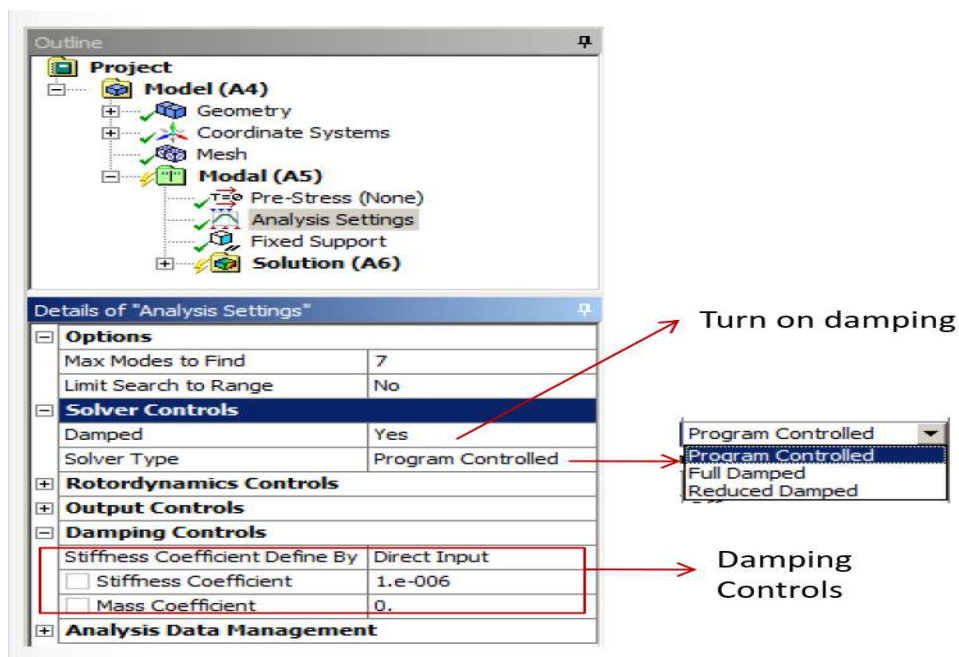 Outline
Project
Model (A4)
Geometry
Coordinate Systems
Mesh
Modal (A5)
T=0 Pre-Stress (None)
Analysis Settings
Fixed Support
Solution (A6)
Details of "Analysis Settings"
Options
Max Modes to Find 7
Limit Search to Range No
Solver Controls
Damped Yes
Solver Type Program Controlled
Rotordynamics Controls
Output Controls
Damping Controls
Stiffness Coefficient Define By Direct Input
Stiffness Coefficient 1.e-006
Mass Coefficient 0.
Analysis Data Management
Turn on damping
Program Controlled
Program Controlled
Full Damped
Reduced Damped
Damping
Controls